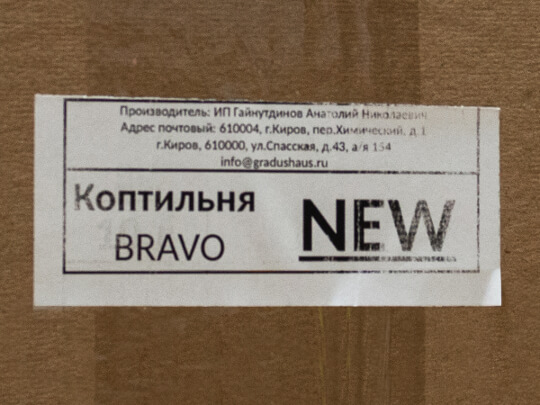 Производитель: ИП Гайнутдинов Анатолий Николаевич
Адрес почтовый: 610004, г.Киров, пер.Химический, д.1
г.Киров, 610000, ул.Спасская, д.43, а/я 154
info@gradushaus.ru
Коптильня
BRAVO
NEW